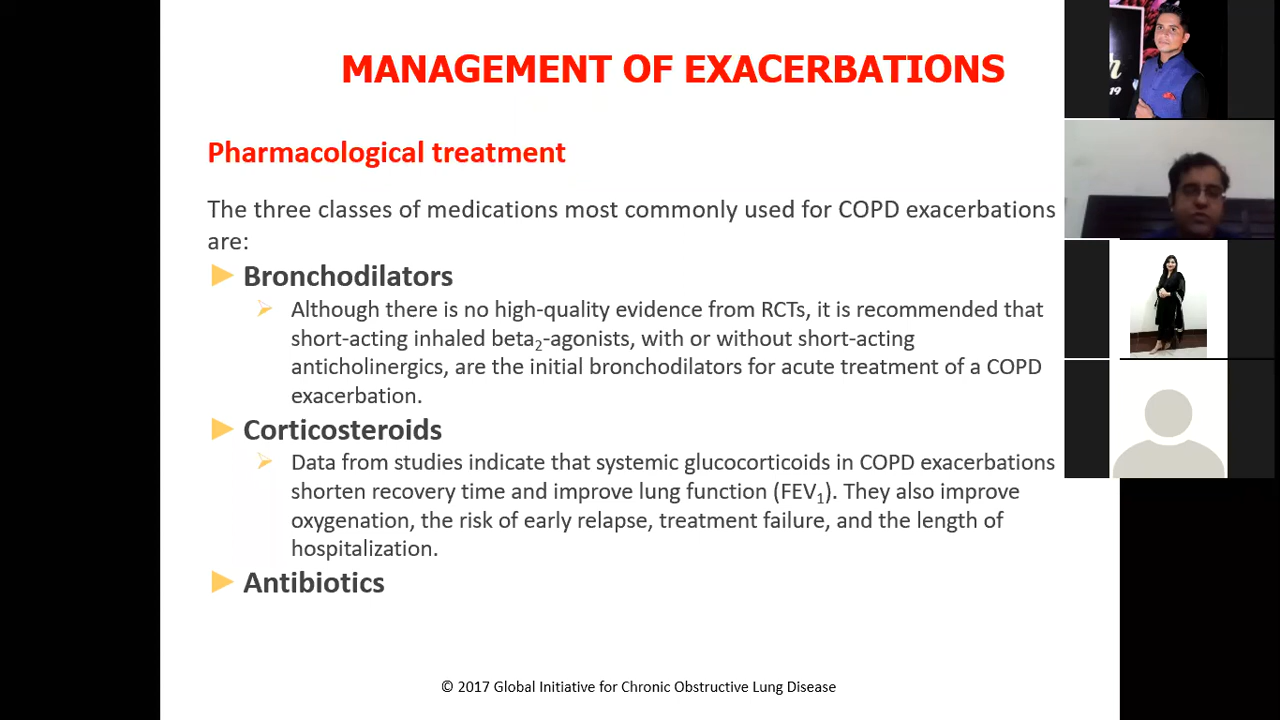 MANAGEMENT OF EXACERBATIONS
Pharmacological treatment
The three classes of medications most commonly used for COPD exacerbations
are:
Bronchodilators
Although there is no high-quality evidence from RCTs, it is recommended that
short-acting inhaled beta2-agonists, with or without short-acting
anticholinergics, are the initial bronchodilators for acute treatment of a COPD
exacerbation.
Corticosteroids
Data from studies indicate that systemic glucocorticoids in COPD exacerbations
shorten recovery time and improve lung function (FEV1). They also improve
oxygenation, the risk of early relapse, treatment failure, and the length of
hospitalization.
Antibiotics
© 2017 Global Initiative for Chronic Obstructive Lung Disease
h
19